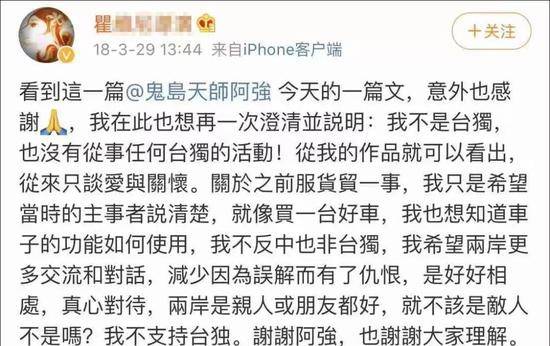 瞿
18-3-29 13:44 来自iPhone客户端
+关注
看到這一篇@鬼島天師阿強 今天的一篇文，意外也感
謝🙏，我在此也想再一次澄清並説明：我不是台獨，
也沒有從事任何台獨的活動！從我的作品就可以看出，
從來只談愛與關懷。關於之前服貨貿一事，我只是希望
當時的主事者説清楚，就像買一台好車，我也想知道車
子的功能如何使用，我不反中也非台獨，我希望兩岸更
多交流和對話，減少因為誤解而有了仇恨，是好好相
處，真心對待，兩岸是親人或朋友都好，就不該是敵人
不是嗎？我不支持台独。謝謝阿強，也謝謝大家理解。